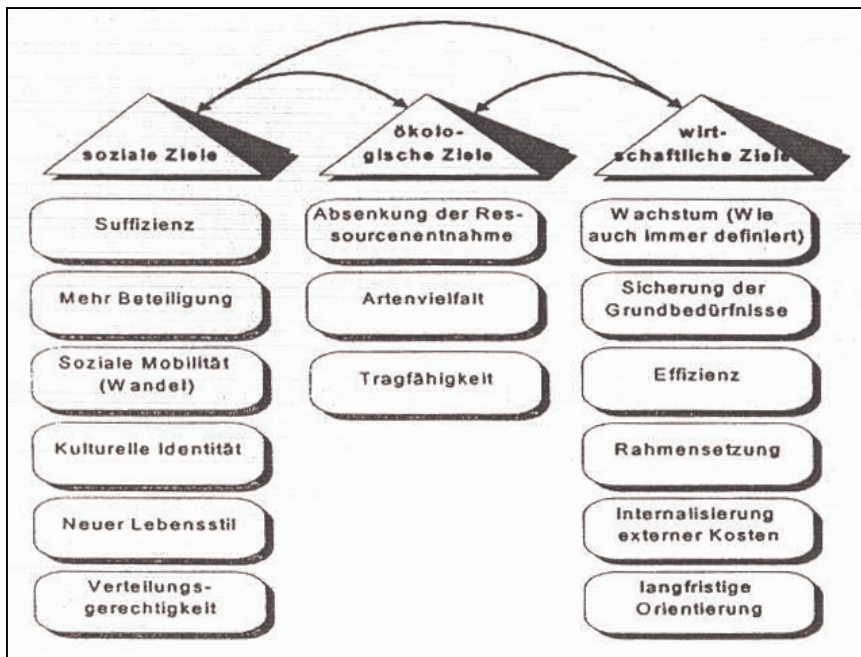 soziale Ziele
Suffizienz
Mehr Beteiligung
Soziale Mobilität
(Wandel)
Kulturelle Identität
Neuer Lebensstil
Verteilungs-
gerechtigkeit
ökolo-
gische Ziele
Absenkung der Res-
sourcenentnahme
Artenvielfalt
Tragfähigkeit
wirt-
schaftliche Ziele
Wachstum (Wie
auch immer definiert)
Sicherung der
Grundbedürfnisse
Effizienz
Rahmensetzung
Internalisierung
externer Kosten
langfristige
Orientierung